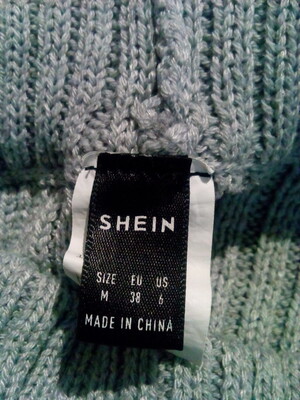 SHEIN
SIZE EU US
M 38 6
MADE IN CHINA